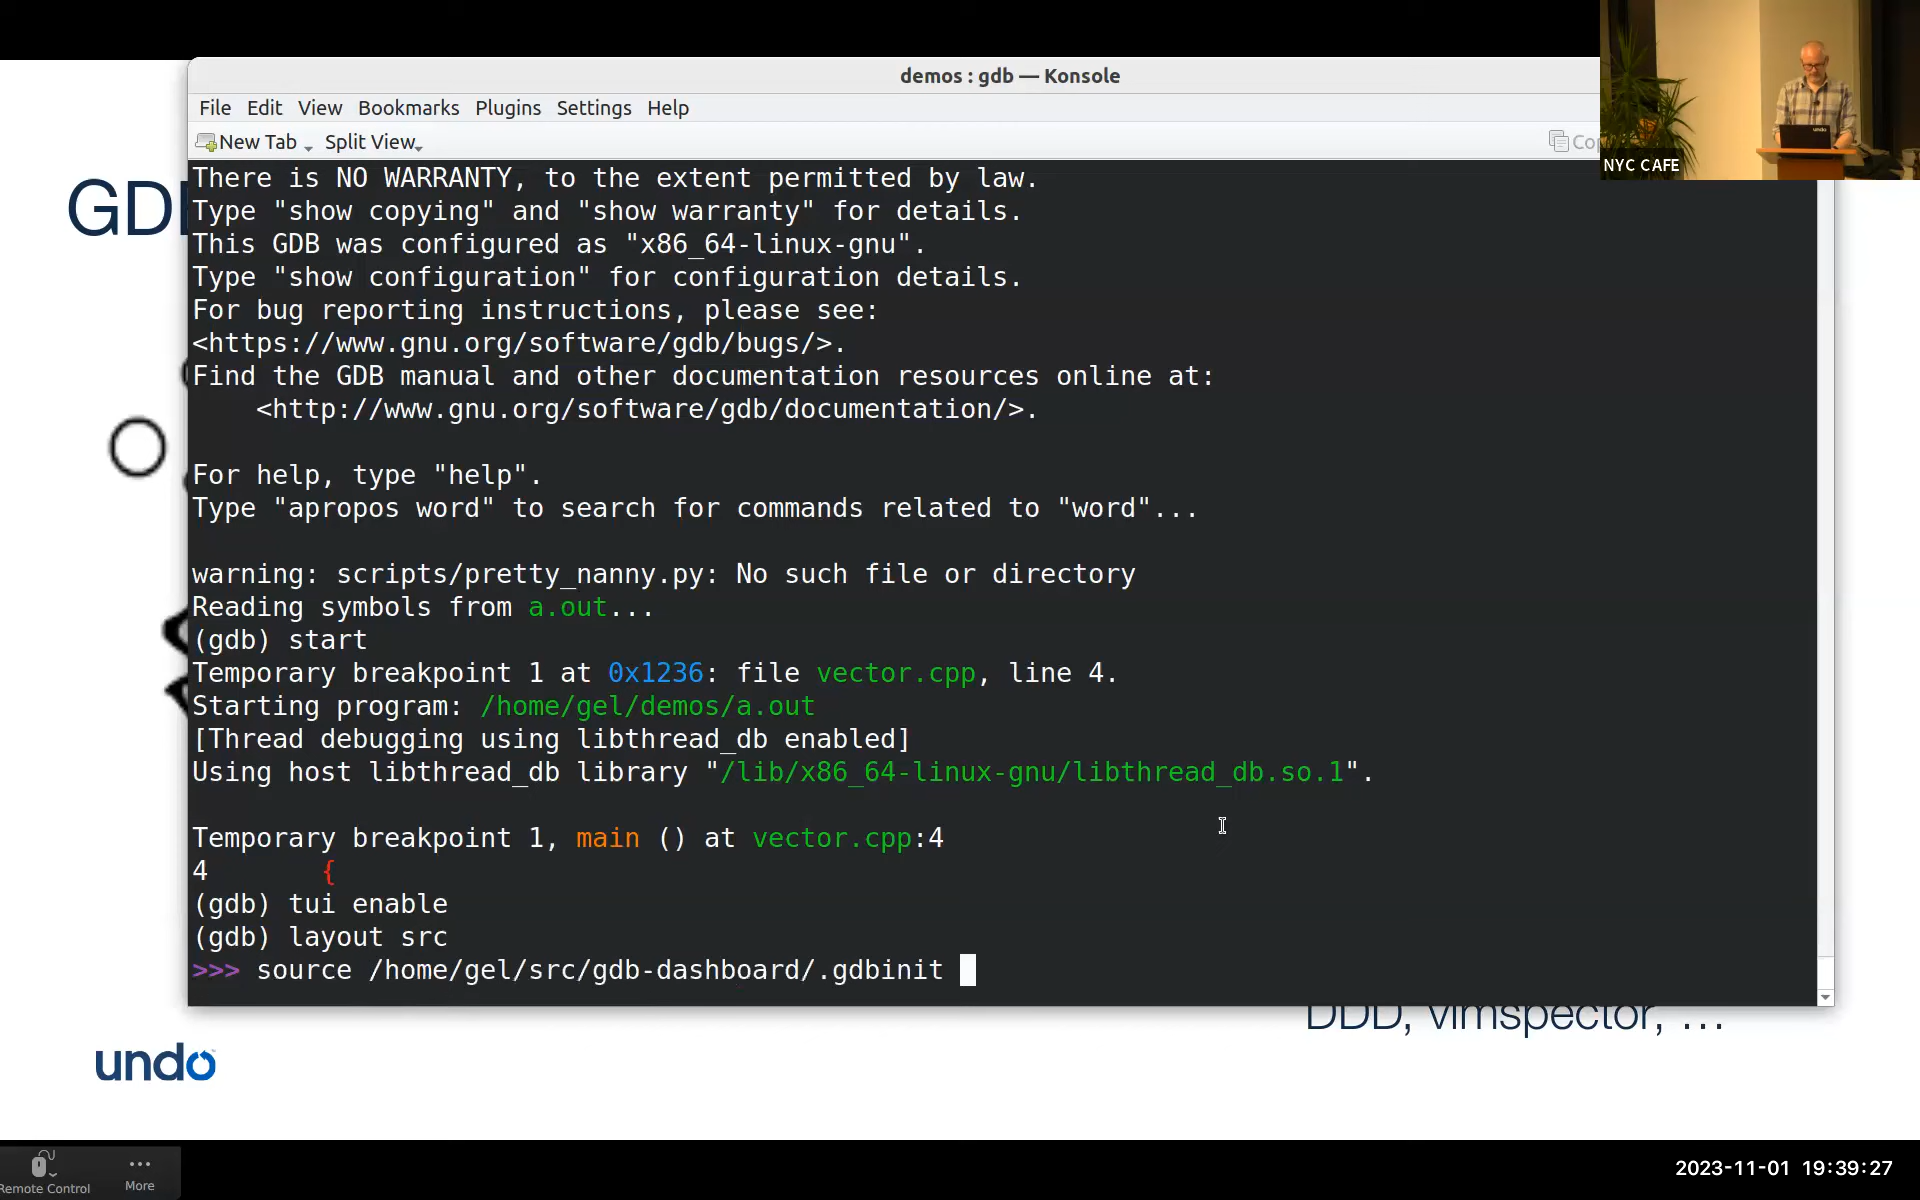 demos : gdb — Konsole
File Edit View Bookmarks Plugins Settings Help
New Tab Split View
NYC CAFE
There is NO WARRANTY, to the extent permitted by law.
Type "show copying" and "show warranty" for details.
This GDB was configured as "x86_64-linux-gnu".
Type "show configuration" for configuration details.
For bug reporting instructions, please see:
<https://www.gnu.org/software/gdb/bugs/>.
Find the GDB manual and other documentation resources online at:
<http://www.gnu.org/software/gdb/documentation/>.
For help, type "help".
Type "apropos word" to search for commands related to "word"...
warning: scripts/pretty_nanny.py: No such file or directory
Reading symbols from a.out...
(gdb) start
Temporary breakpoint 1 at 0x1236: file vector.cpp, line 4.
Starting program: /home/gel/demos/a.out
[Thread debugging using libthread_db enabled]
Using host libthread_db library "/lib/x86_64-linux-gnu/libthread_db.so.1".
Temporary breakpoint 1, main () at vector.cpp:4
4 {
(gdb) tui enable
(gdb) layout src
>>> source /home/gel/src/gdb-dashboard/.gdbinit
DDD, vimspector, ...
undo
Remote Control
More
2023-11-01 19:39:27